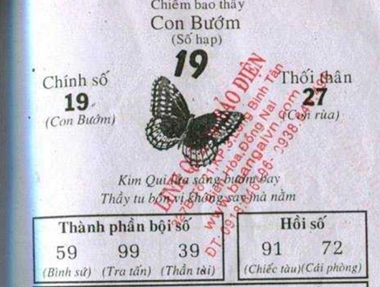 Chiêm bao thấy
Con Bướm
(Số hạp)
19
Chính số
19
(Con Bướm)
Thối thân
27
(Con rùa)
Kim Qui lừa sáng bướm bay
Thầy tu bốn vị không say mà nằm
Thành phần bội số
59 99 39
(Bình sứ) (Tra tấn) (Thần tài)
Hồi số
91 72
(Chiếc tàu) (Cái phòng)